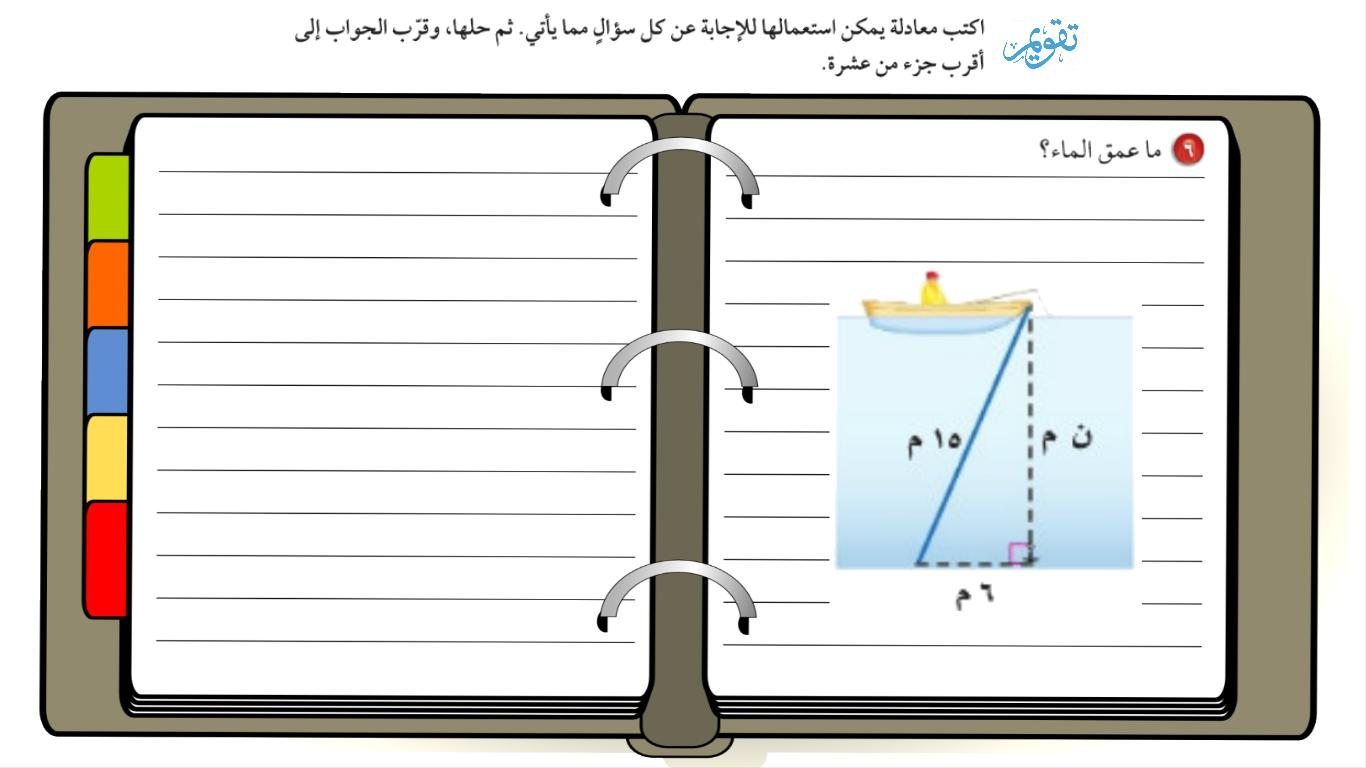 تقويم
اكتب معادلة يمكن استعمالها للإجابة عن كل سؤالٍ مما يأتي. ثم حلها، وقرّب الجواب إلى
أقرب جزء من عشرة.
٦ ما عمق الماء؟
ن م
١٥ م
٦ م